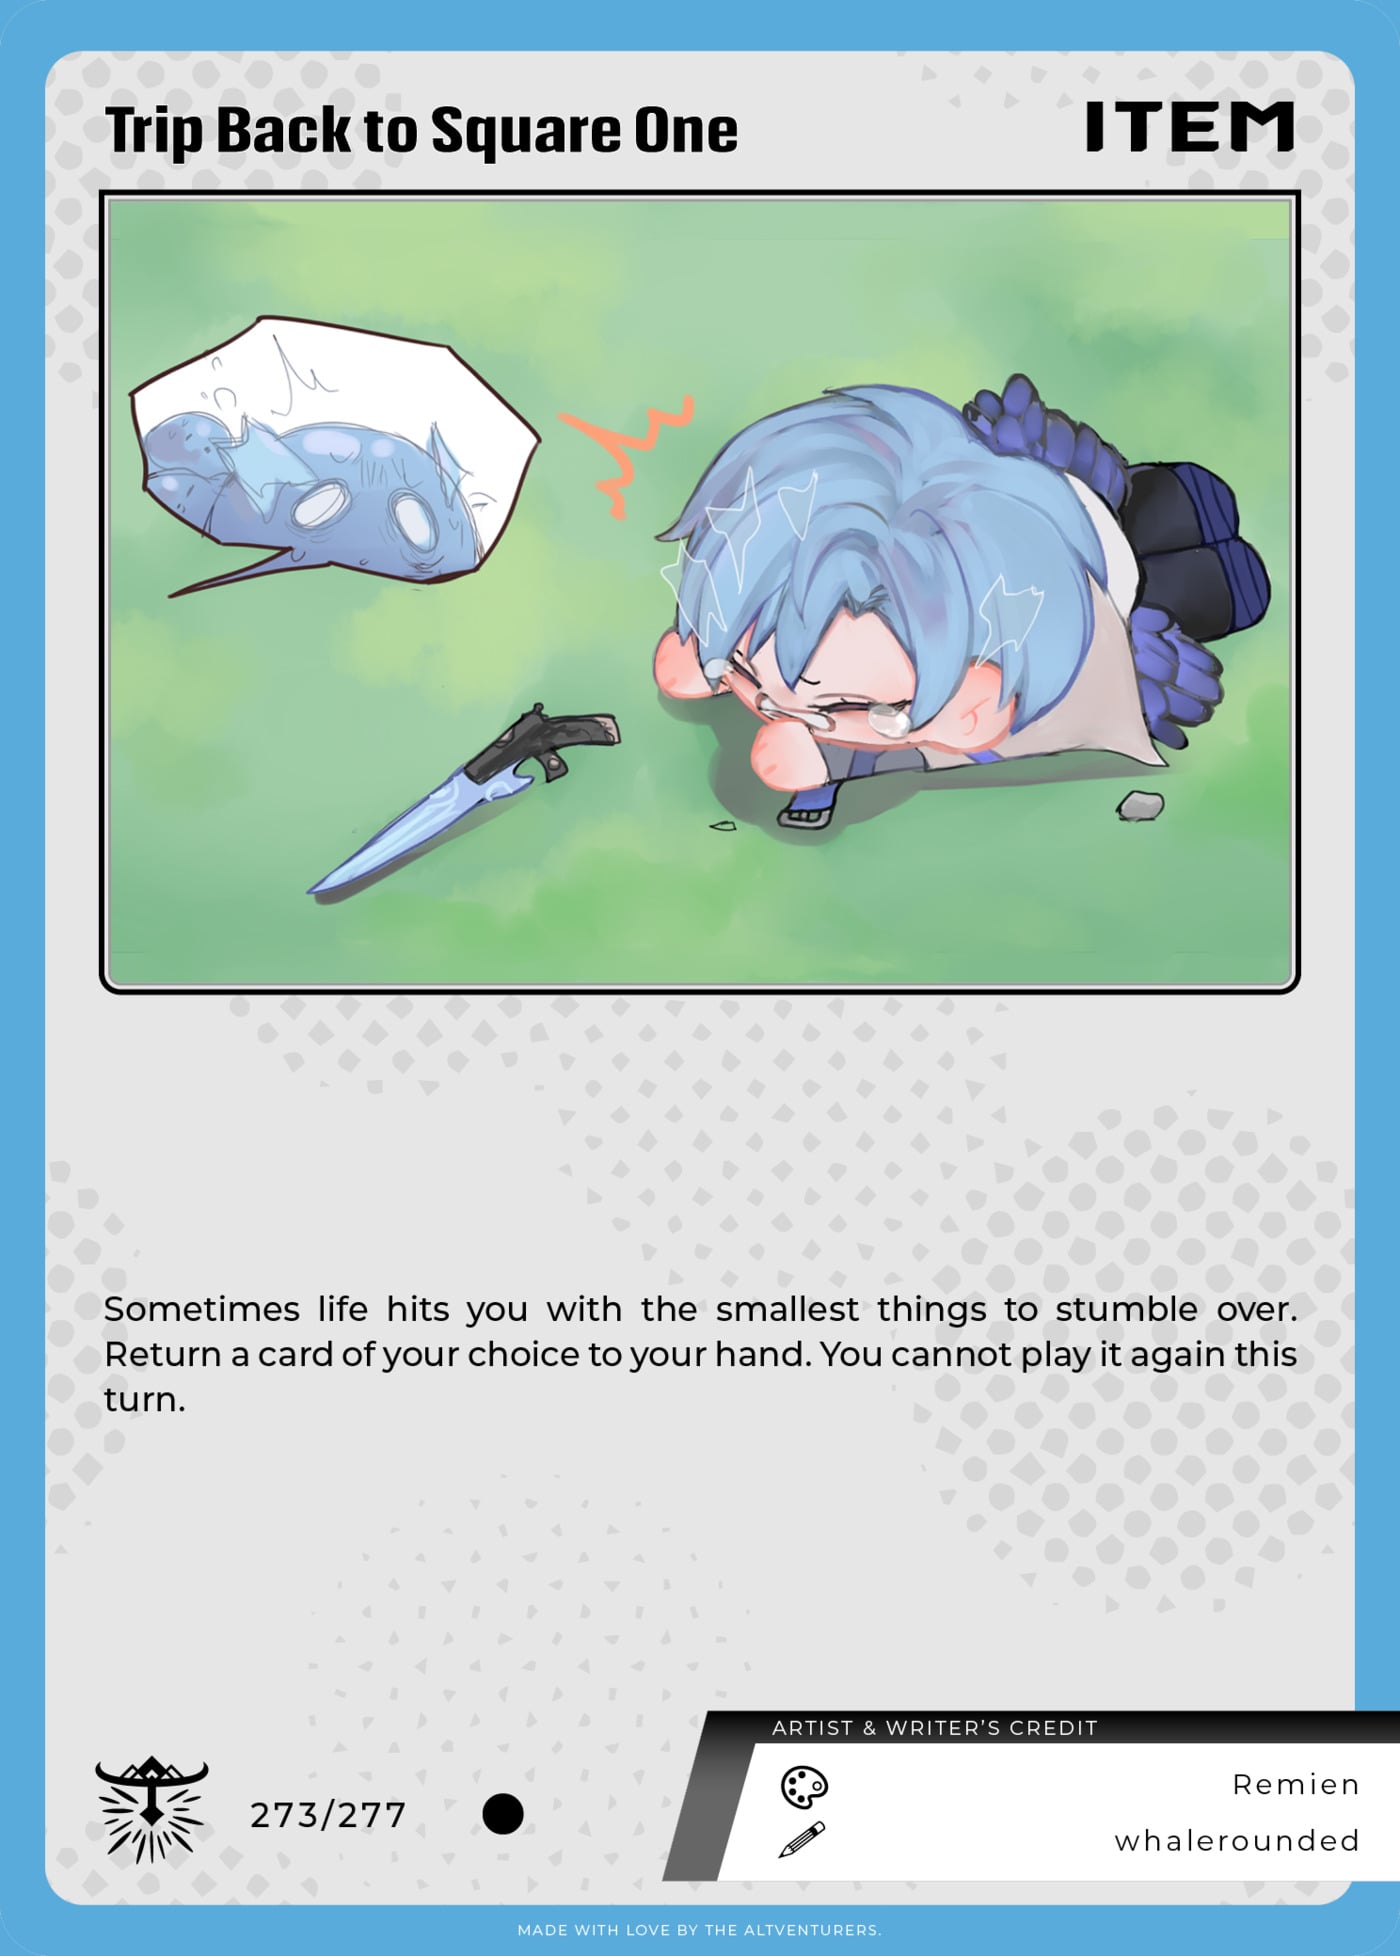 Trip Back to Square One
ITEM
Sometimes life hits you with the smallest things to stumble over.
Return a card of your choice to your hand. You cannot play it again this
turn.
273/277
ARTIST & WRITER’S CREDIT
Remien
whalerounded
MADE WITH LOVE BY THE ALTVENTURERS.